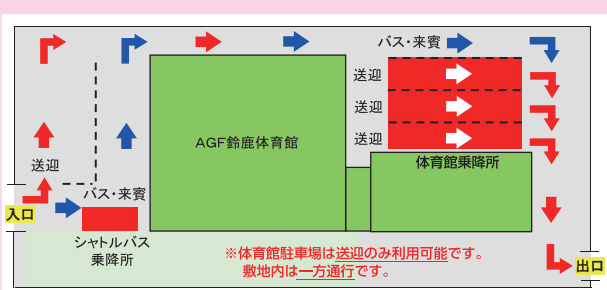 バス・来賓
送迎
送迎
送迎
AGF鈴鹿体育館
体育館乗降所
送迎
バス・来賓
入口
シャトルバス
乗降所
※体育館駐車場は送迎のみ利用可能です。
敷地内は一方通行です。
出口